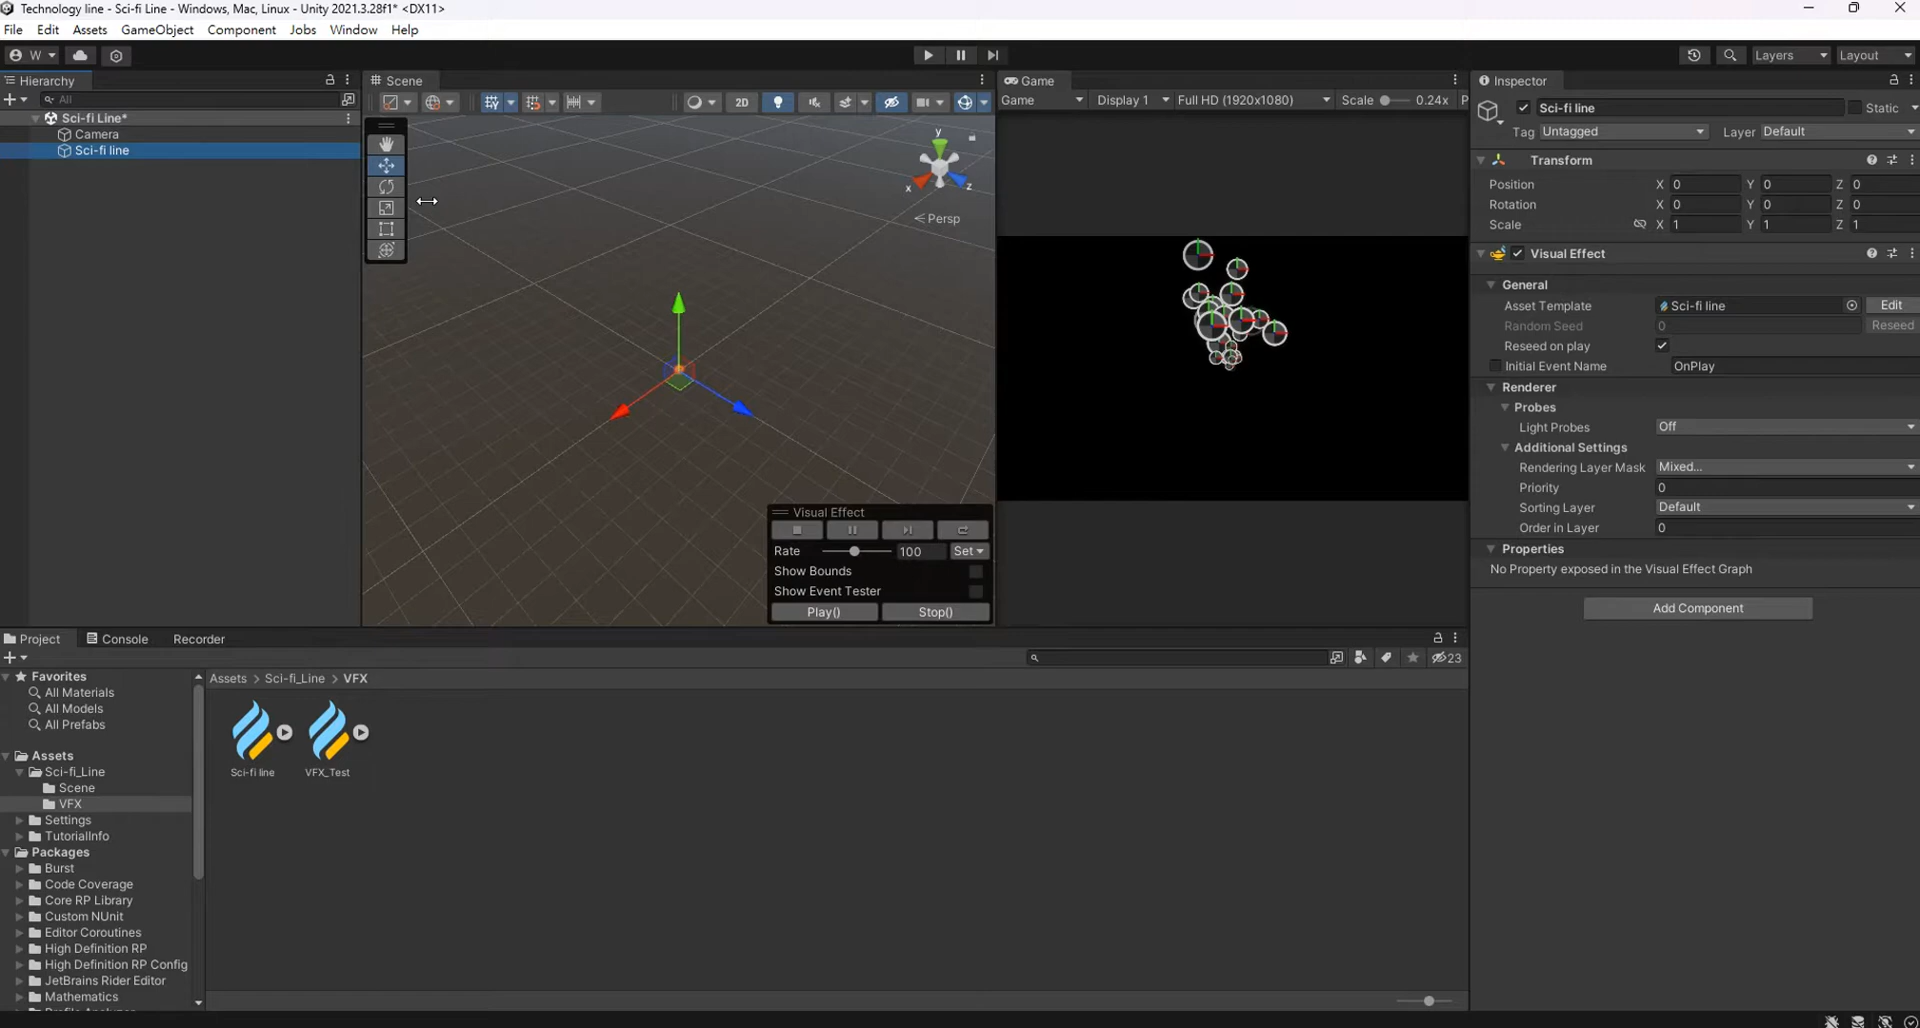 Technology line - Sci-fi Line - Windows, Mac, Linux - Unity 2021.3.28f1* <DX11>
File Edit Assets GameObject Component Jobs Window Help
W Layers Layout
Hierarchy
All
Sci-fi Line*
Camera
Sci-fi line
Scene
2D
y
x
z
Persp
Visual Effect
Rate 100 Set
Show Bounds
Show Event Tester
Play() Stop()
Game
Game Display 1 Full HD (1920x1080) Scale 0.24x P
Inspector
Sci-fi line Static
Tag Untagged Layer Default
Transform
Position X 0 Y 0 Z 0
Rotation X 0 Y 0 Z 0
Scale X 1 Y 1 Z 1
Visual Effect
General
Asset Template Sci-fi line Edit
Random Seed 0 Reseed
Reseed on play
Initial Event Name OnPlay
Renderer
Probes
Light Probes Off
Additional Settings
Rendering Layer Mask Mixed...
Priority 0
Sorting Layer Default
Order in Layer 0
Properties
No Property exposed in the Visual Effect Graph
Add Component
Project Console Recorder
23
Favorites
All Materials
All Models
All Prefabs
Assets
Sci-fi_Line
Scene
VFX
Settings
TutorialInfo
Packages
Burst
Code Coverage
Core RP Library
Custom NUnit
Editor Coroutines
High Definition RP
High Definition RP Config
JetBrains Rider Editor
Mathematics
Assets > Sci-fi_Line > VFX
Sci-fi line VFX_Test